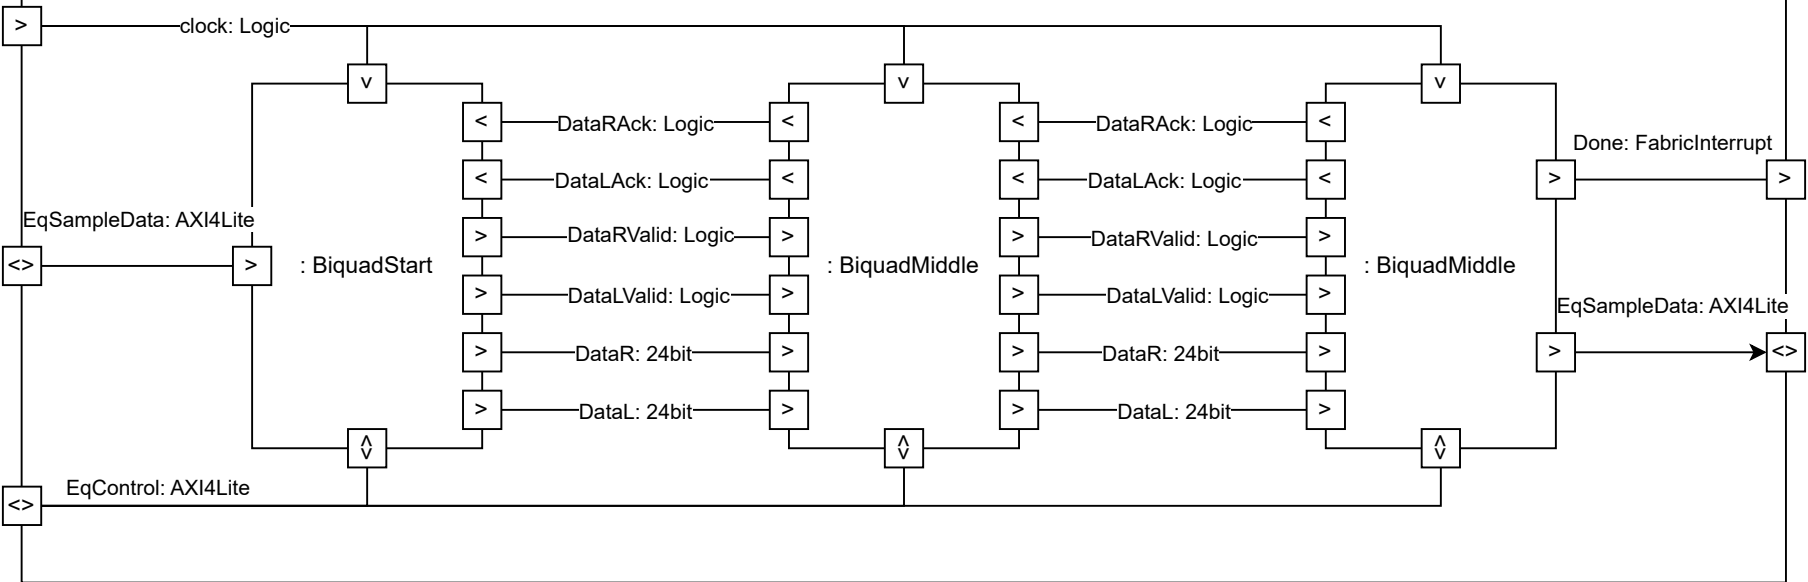 > clock: Logic
v v v
< DataRAck: Logic < < DataRAck: Logic <
Done: FabricInterrupt
< DataLAck: Logic < < DataLAck: Logic < > >
EqSampleData: AXI4Lite
> DataRValid: Logic > > DataRValid: Logic >
<> > : BiquadStart : BiquadMiddle : BiquadMiddle
> DataLValid: Logic > > DataLValid: Logic >
EqSampleData: AXI4Lite
> DataR: 24bit > > DataR: 24bit > > <>
> DataL: 24bit > > DataL: 24bit >
<> <> <>
EqControl: AXI4Lite
<>